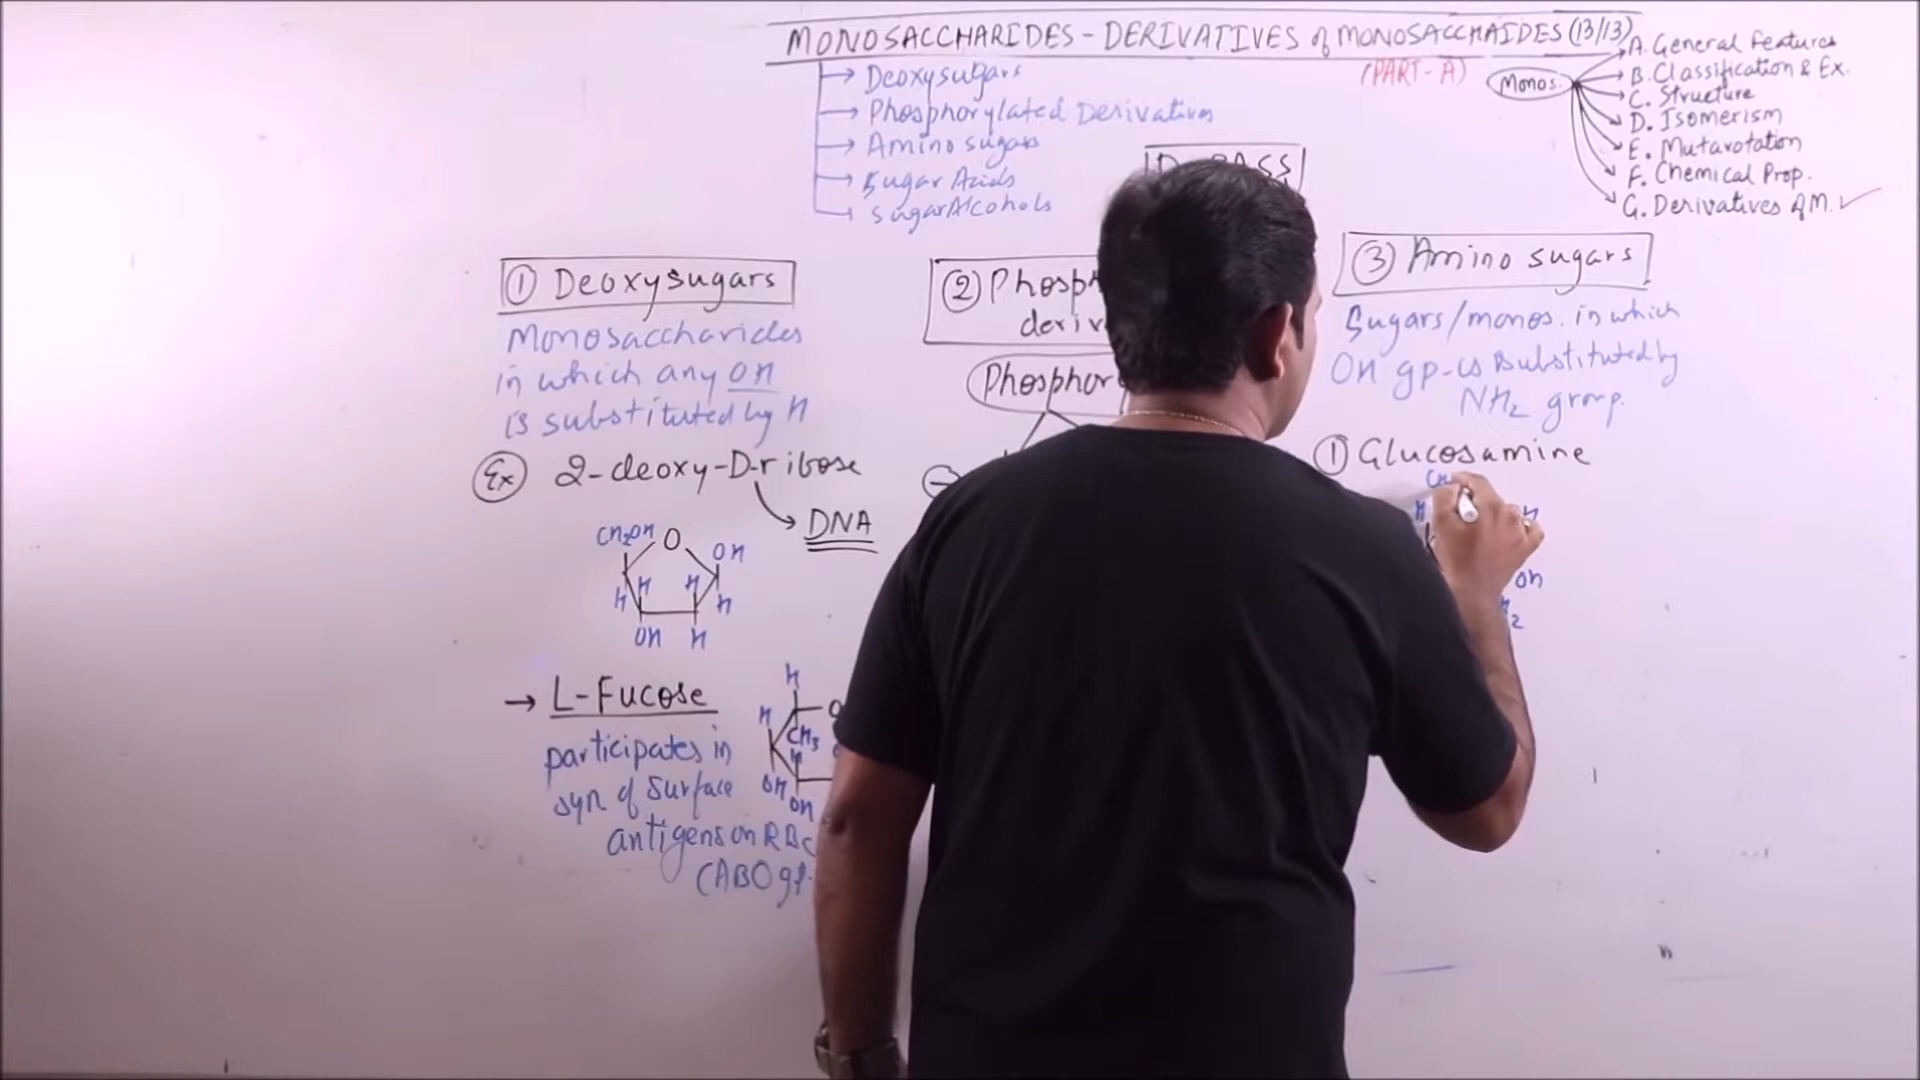 MONOSACCHARIDES - DERIVATIVES of MONOSACCHAIDES (13/13)
(PART-A)
→ Deoxysugars
→ Phosphorylated Derivatives
→ Amino sugars
→ Sugar Acids
→ Sugar Alcohols
Monos.
A. General features
B. Classification & Ex.
C. Structure
D. Isomerism
E. Mutarotation
F. Chemical Prop.
G. Derivatives of M. ✓
① Deoxysugars
Monosaccharides
in which any OH
is substituted by H
Ex 2-deoxy-D-ribose
DNA
CH₂OH O OH
H H H H
OH H
→ L-Fucose
participates in
syn of surface
antigens on RBC
(ABO gp.
H
H O
CH₃
H
OH OH
②
③ Amino sugars
Sugars/monos. in which
OH gp. is substituted by
NH₂ group.
① Glucosamine
H
OH